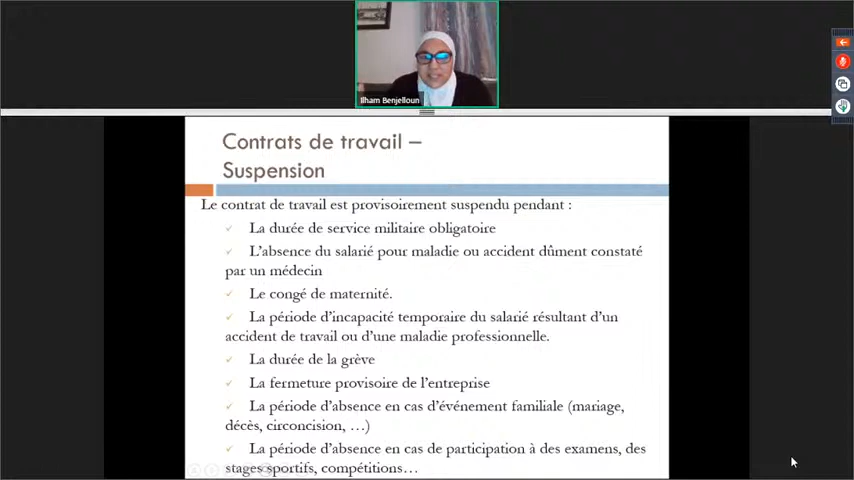 Ilham Benjelloun
Contrats de travail –
Suspension
Le contrat de travail est provisoirement suspendu pendant :
✓ La durée de service militaire obligatoire
✓ L'absence du salarié pour maladie ou accident dûment constaté
par un médecin
✓ Le congé de maternité.
✓ La période d'incapacité temporaire du salarié résultant d'un
accident de travail ou d'une maladie professionnelle.
✓ La durée de la grève
✓ La fermeture provisoire de l'entreprise
✓ La période d'absence en cas d'événement familiale (mariage,
décès, circoncision, …)
✓ La période d'absence en cas de participation à des examens, des
stages sportifs, compétitions…